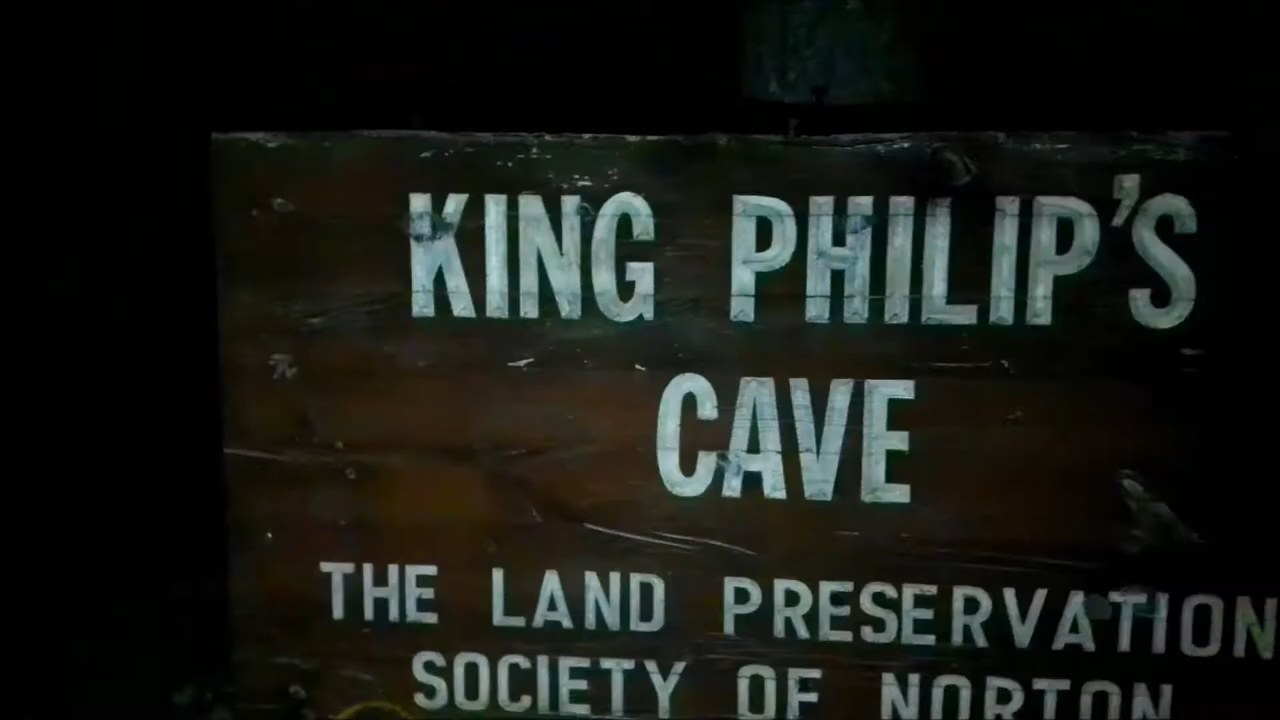 KING PHILIP'S
CAVE
THE LAND PRESERVATION
SOCIETY OF NORTON